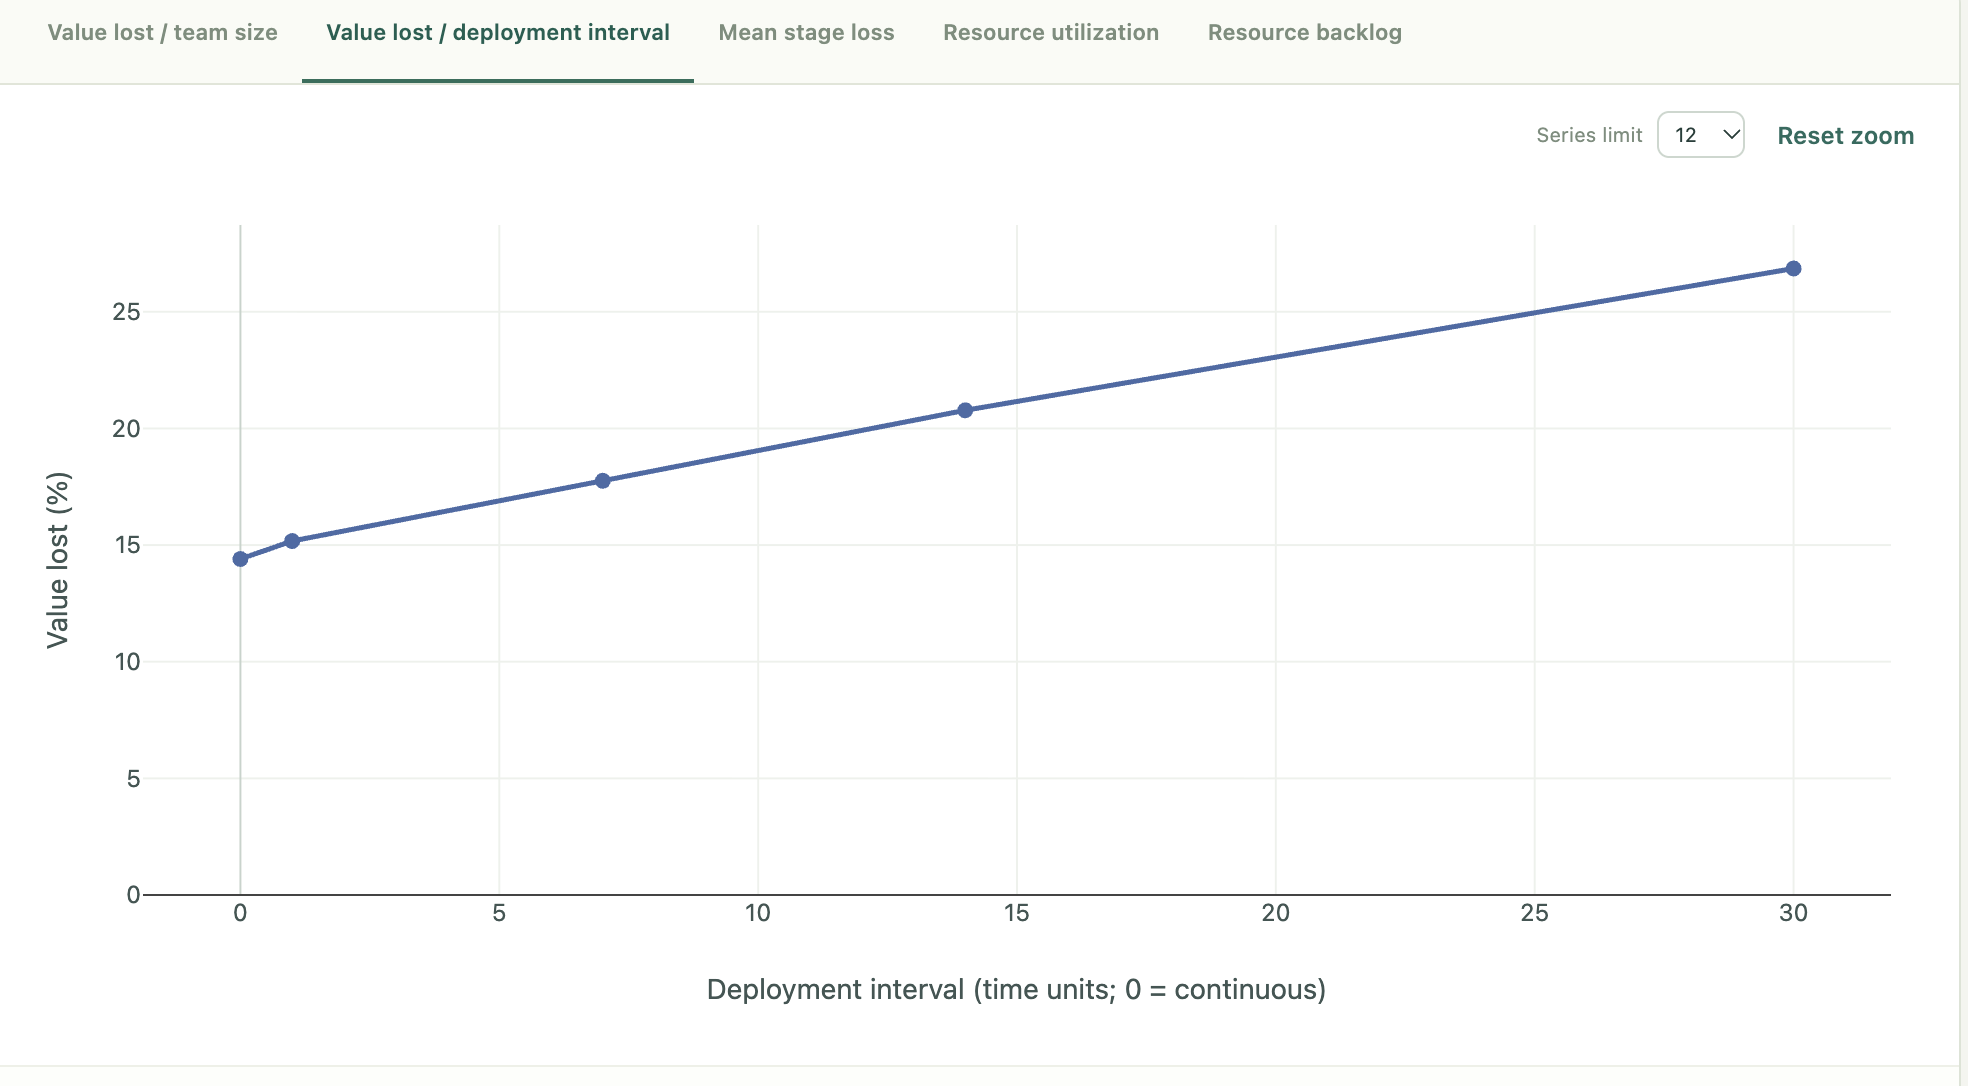 Value lost / team size
Value lost / deployment interval
Mean stage loss
Resource utilization
Resource backlog
Series limit
12
Reset zoom
25
20
15
10
5
0
Value lost (%)
0
5
10
15
20
25
30
Deployment interval (time units; 0 = continuous)